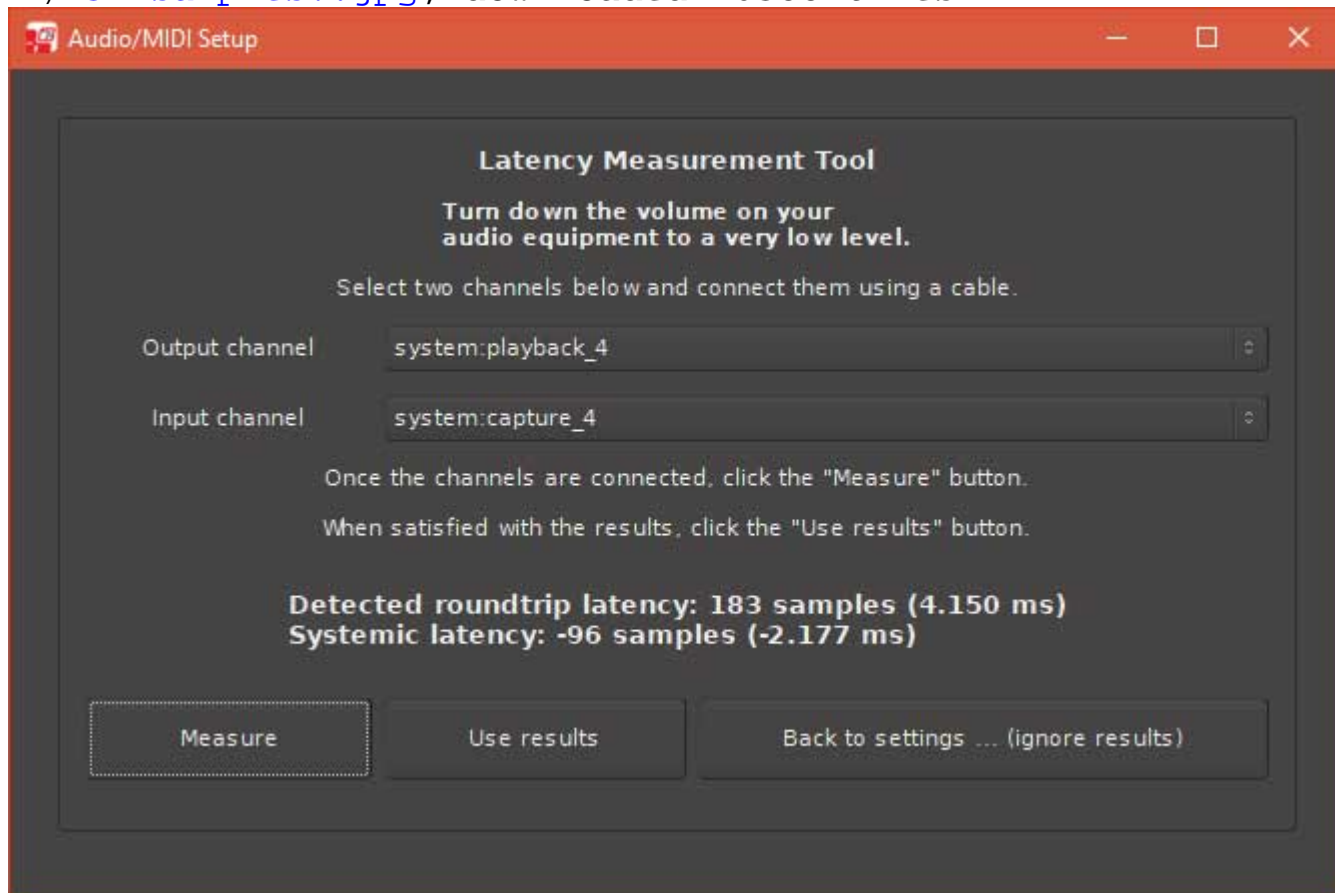 Audio/MIDI Setup
Latency Measurement Tool
Turn down the volume on your
audio equipment to a very low level.
Select two channels below and connect them using a cable.
Output channel system:playback_4
Input channel system:capture_4
Once the channels are connected, click the "Measure" button.
When satisfied with the results, click the "Use results" button.
Detected roundtrip latency: 183 samples (4.150 ms)
Systemic latency: -96 samples (-2.177 ms)
Measure Use results Back to settings ... (ignore results)